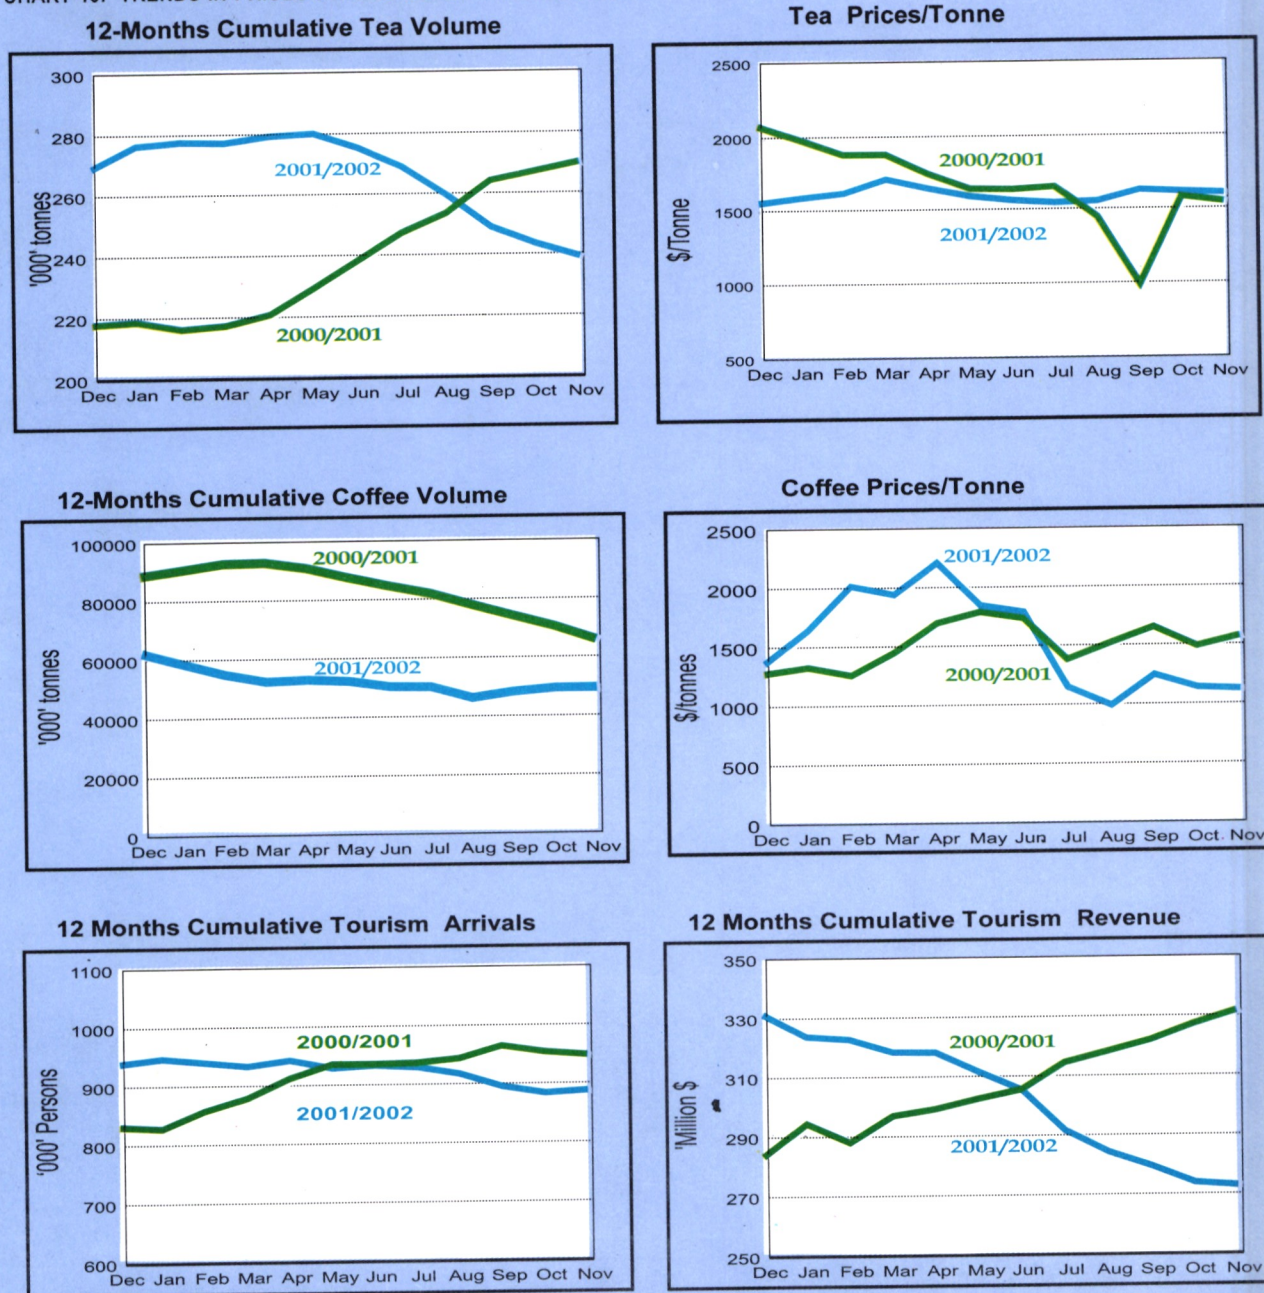 12-Months Cumulative Tea Volume
300
280
260
240
220
200
'000' tonnes
2001/2002
2000/2001
Dec Jan Feb Mar Apr May Jun Jul Aug Sep Oct Nov
Tea Prices/Tonne
2500
2000
1500
1000
500
$/Tonne
2000/2001
2001/2002
Dec Jan Feb Mar Apr May Jun Jul Aug Sep Oct Nov
12-Months Cumulative Coffee Volume
100000
80000
60000
40000
20000
0
'000' tonnes
2000/2001
2001/2002
Dec Jan Feb Mar Apr May Jun Jul Aug Sep Oct Nov
Coffee Prices/Tonne
2500
2000
1500
1000
500
0
$/tonnes
2001/2002
2000/2001
Dec Jan Feb Mar Apr May Jun Jul Aug Sep Oct Nov
12 Months Cumulative Tourism Arrivals
1100
1000
900
800
700
600
'000' Persons
2000/2001
2001/2002
Dec Jan Feb Mar Apr May Jun Jul Aug Sep Oct Nov
12 Months Cumulative Tourism Revenue
350
330
310
290
270
250
'Million $
2000/2001
2001/2002
Dec Jan Feb Mar Apr May Jun Jul Aug Sep Oct Nov